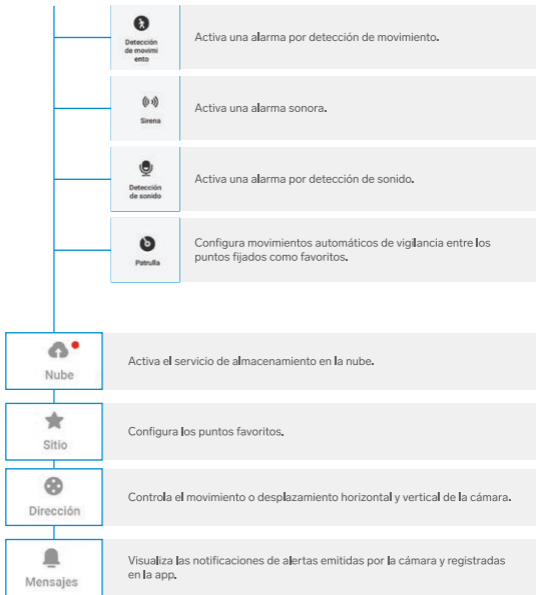 Detección
de movimi
ento
Activa una alarma por detección de movimiento.
Sirena
Activa una alarma sonora.
Detección
de sonido
Activa una alarma por detección de sonido.
Patrulla
Configura movimientos automáticos de vigilancia entre los
puntos fijados como favoritos.
Nube
Activa el servicio de almacenamiento en la nube.
Sitio
Configura los puntos favoritos.
Dirección
Controla el movimiento o desplazamiento horizontal y vertical de la cámara.
Mensajes
Visualiza las notificaciones de alertas emitidas por la cámara y registradas
en la app.